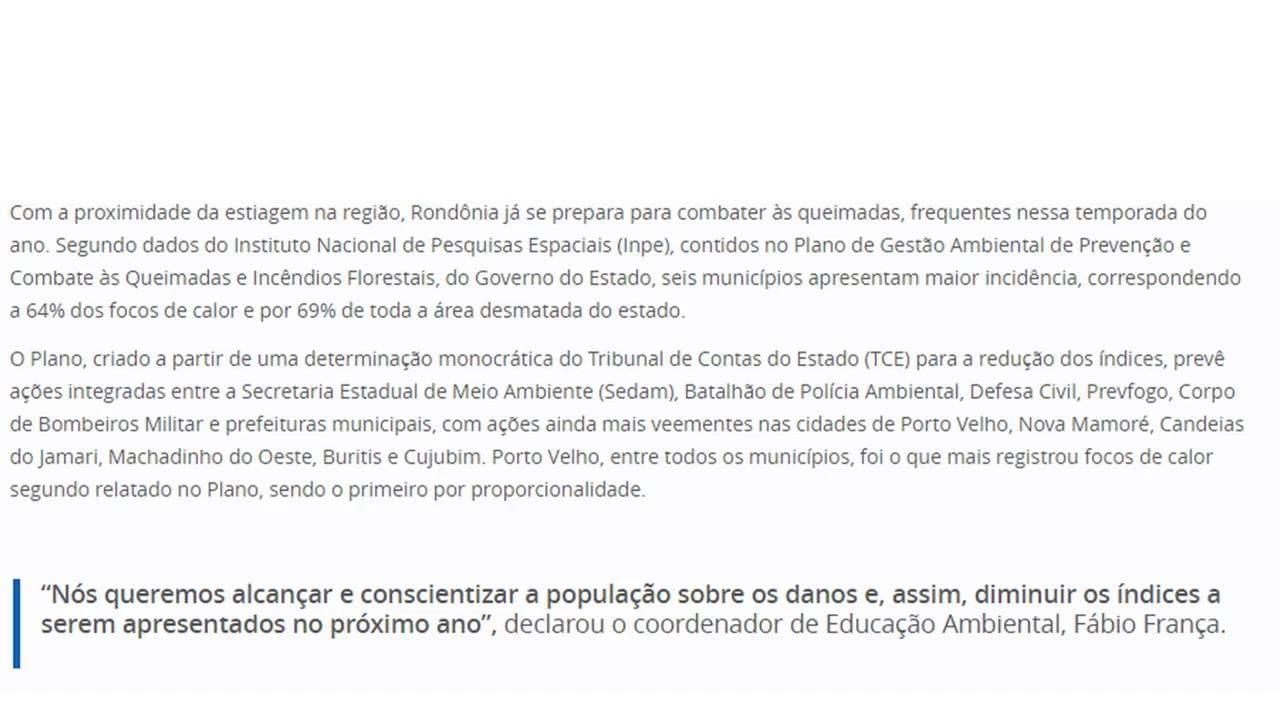 Com a proximidade da estiagem na região, Rondônia já se prepara para combater às queimadas, frequentes nessa temporada do
ano. Segundo dados do Instituto Nacional de Pesquisas Espaciais (Inpe), contidos no Plano de Gestão Ambiental de Prevenção e
Combate às Queimadas e Incêndios Florestais, do Governo do Estado, seis municípios apresentam maior incidência, correspondendo
a 64% dos focos de calor e por 69% de toda a área desmatada do estado.
O Plano, criado a partir de uma determinação monocrática do Tribunal de Contas do Estado (TCE) para a redução dos índices, prevê
ações integradas entre a Secretaria Estadual de Meio Ambiente (Sedam), Batalhão de Polícia Ambiental, Defesa Civil, Prevfogo, Corpo
de Bombeiros Militar e prefeituras municipais, com ações ainda mais veementes nas cidades de Porto Velho, Nova Mamoré, Candeias
do Jamari, Machadinho do Oeste, Buritis e Cujubim. Porto Velho, entre todos os municípios, foi o que mais registrou focos de calor
segundo relatado no Plano, sendo o primeiro por proporcionalidade.
“Nós queremos alcançar e conscientizar a população sobre os danos e, assim, diminuir os índices a
serem apresentados no próximo ano”, declarou o coordenador de Educação Ambiental, Fábio França.